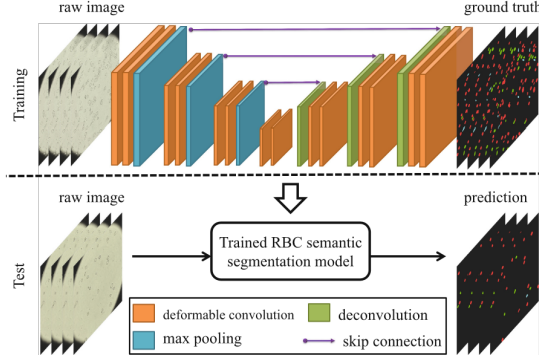 raw image
ground truth
Training
raw image
prediction
Test
Trained RBC semantic
segmentation model
deformable convolution
deconvolution
max pooling
skip connection